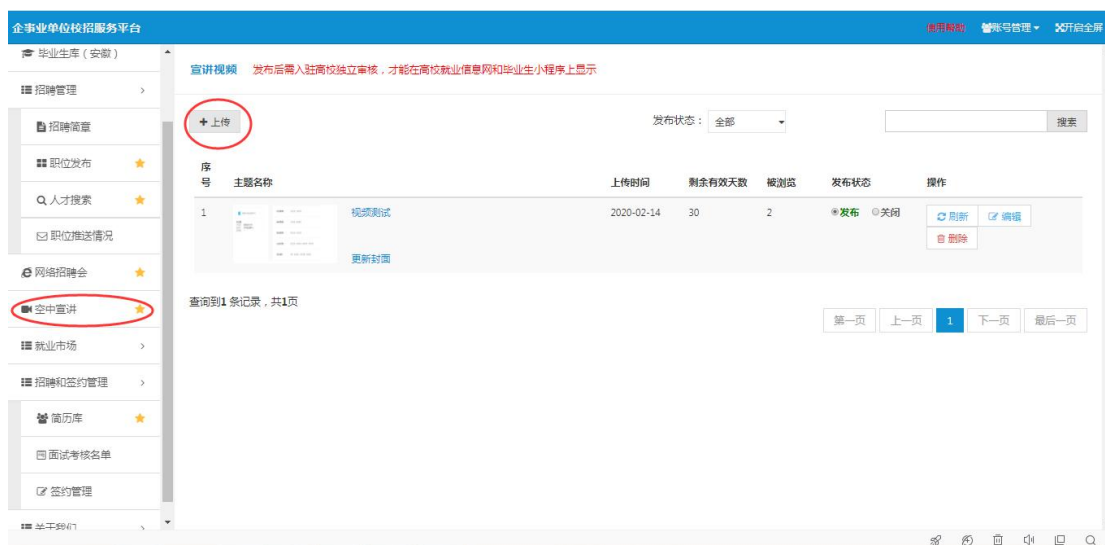 企事业单位校招服务平台
使用帮助 账号管理 开启全屏
毕业生库(安徽)
招聘管理
招聘简章
职位发布
人才搜索
职位推送情况
网络招聘会
空中宣讲
就业市场
招聘和签约管理
简历库
面试考核名单
签约管理
关于我们
宣讲视频 发布后需入驻高校独立审核,才能在高校就业信息网和毕业生小程序上显示
+上传 发布状态: 全部 搜索
序号 主题名称 上传时间 剩余有效天数 被浏览 发布状态 操作
1 视频测试 2020-02-14 30 2 发布 关闭 刷新 编辑
更新封面 删除
查询到1 条记录,共1页
第一页 上一页 1 下一页 最后一页